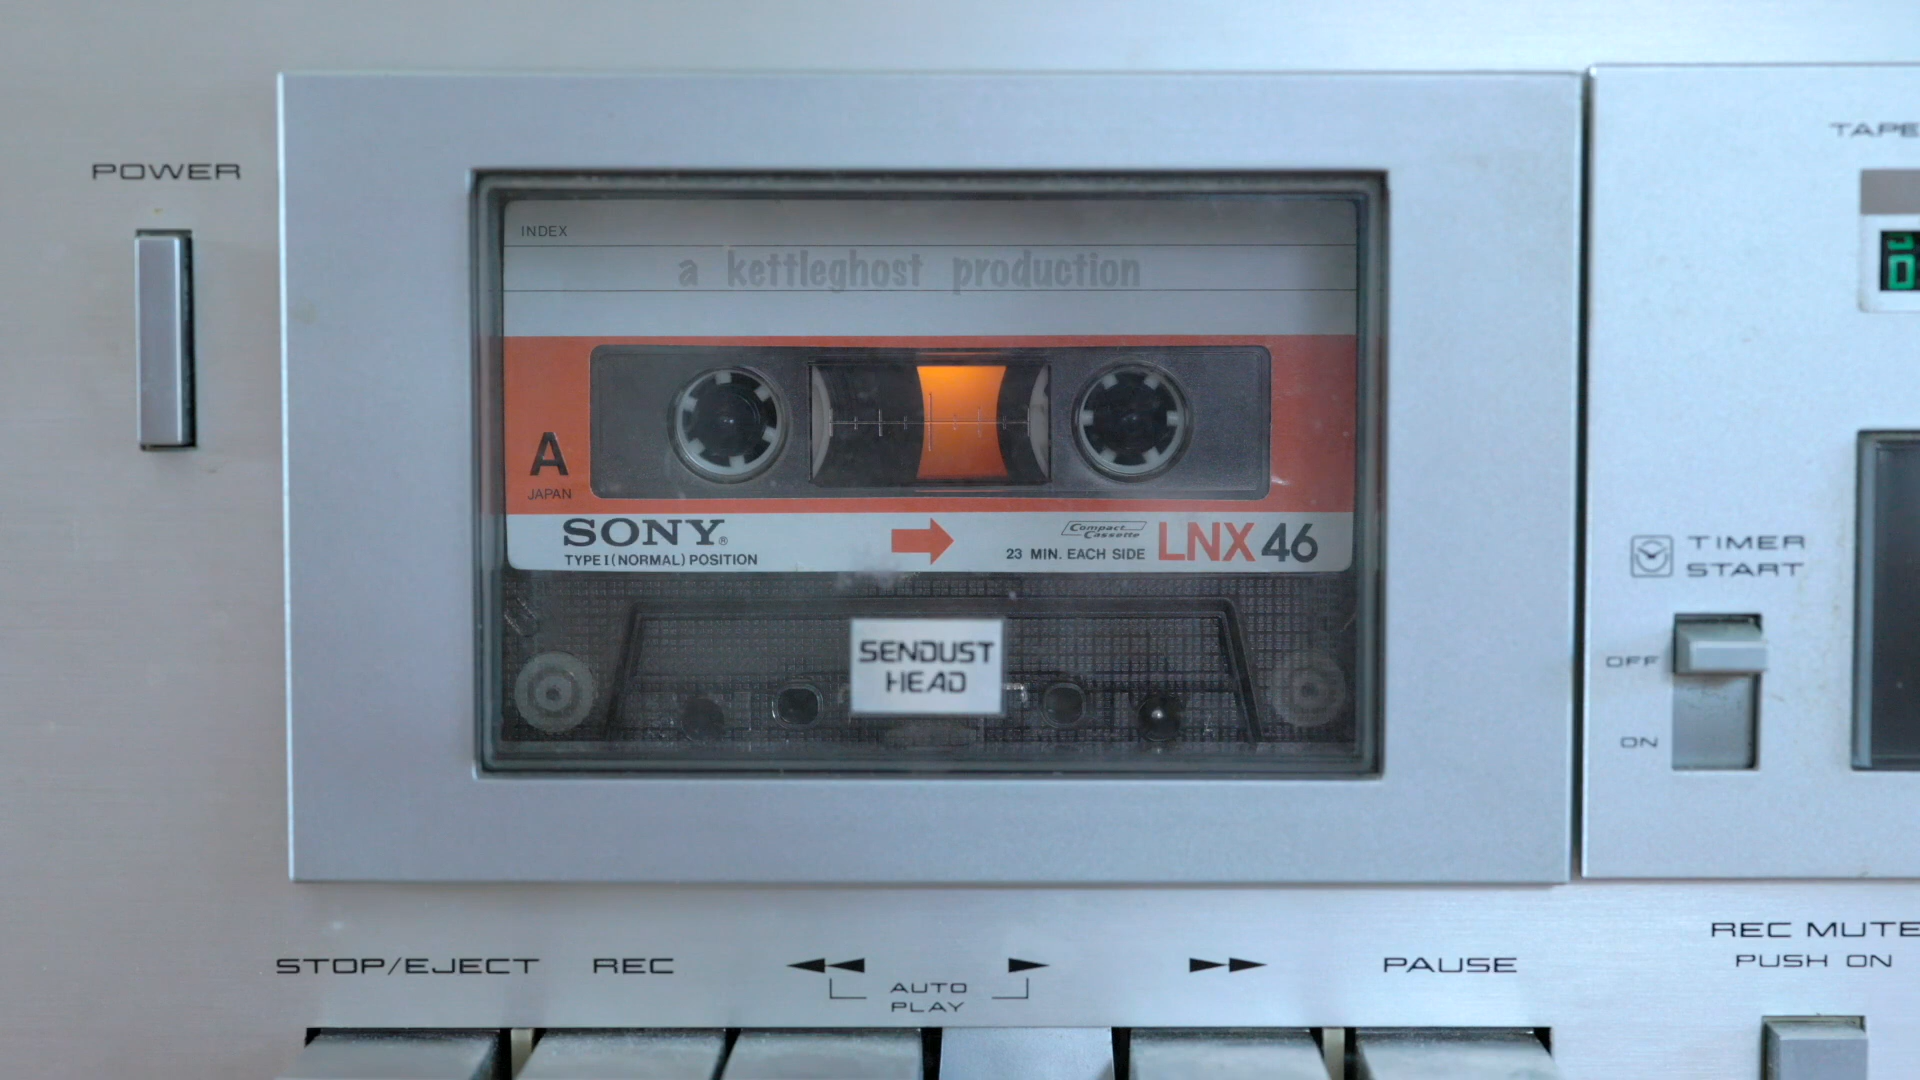 POWER
INDEX
a kettleghost production
A
JAPAN
SONY®
TYPE I (NORMAL) POSITION
Compact Cassette
23 MIN. EACH SIDE LNX 46
SENDUST
HEAD
TAPE
TIMER
START
OFF
ON
STOP/EJECT
REC
AUTO
PLAY
PAUSE
REC MUTE
PUSH ON